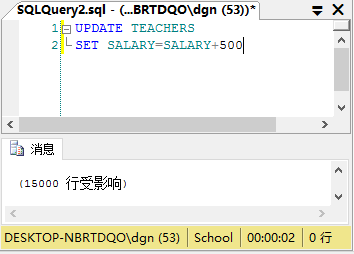 SQLQuery2.sql - (...BRTDQO\dgn (53))*
1 UPDATE TEACHERS
2 SET SALARY=SALARY+500
消息
(15000 行受影响)
DESKTOP-NBRTDQO\dgn (53) School 00:00:02 0 行